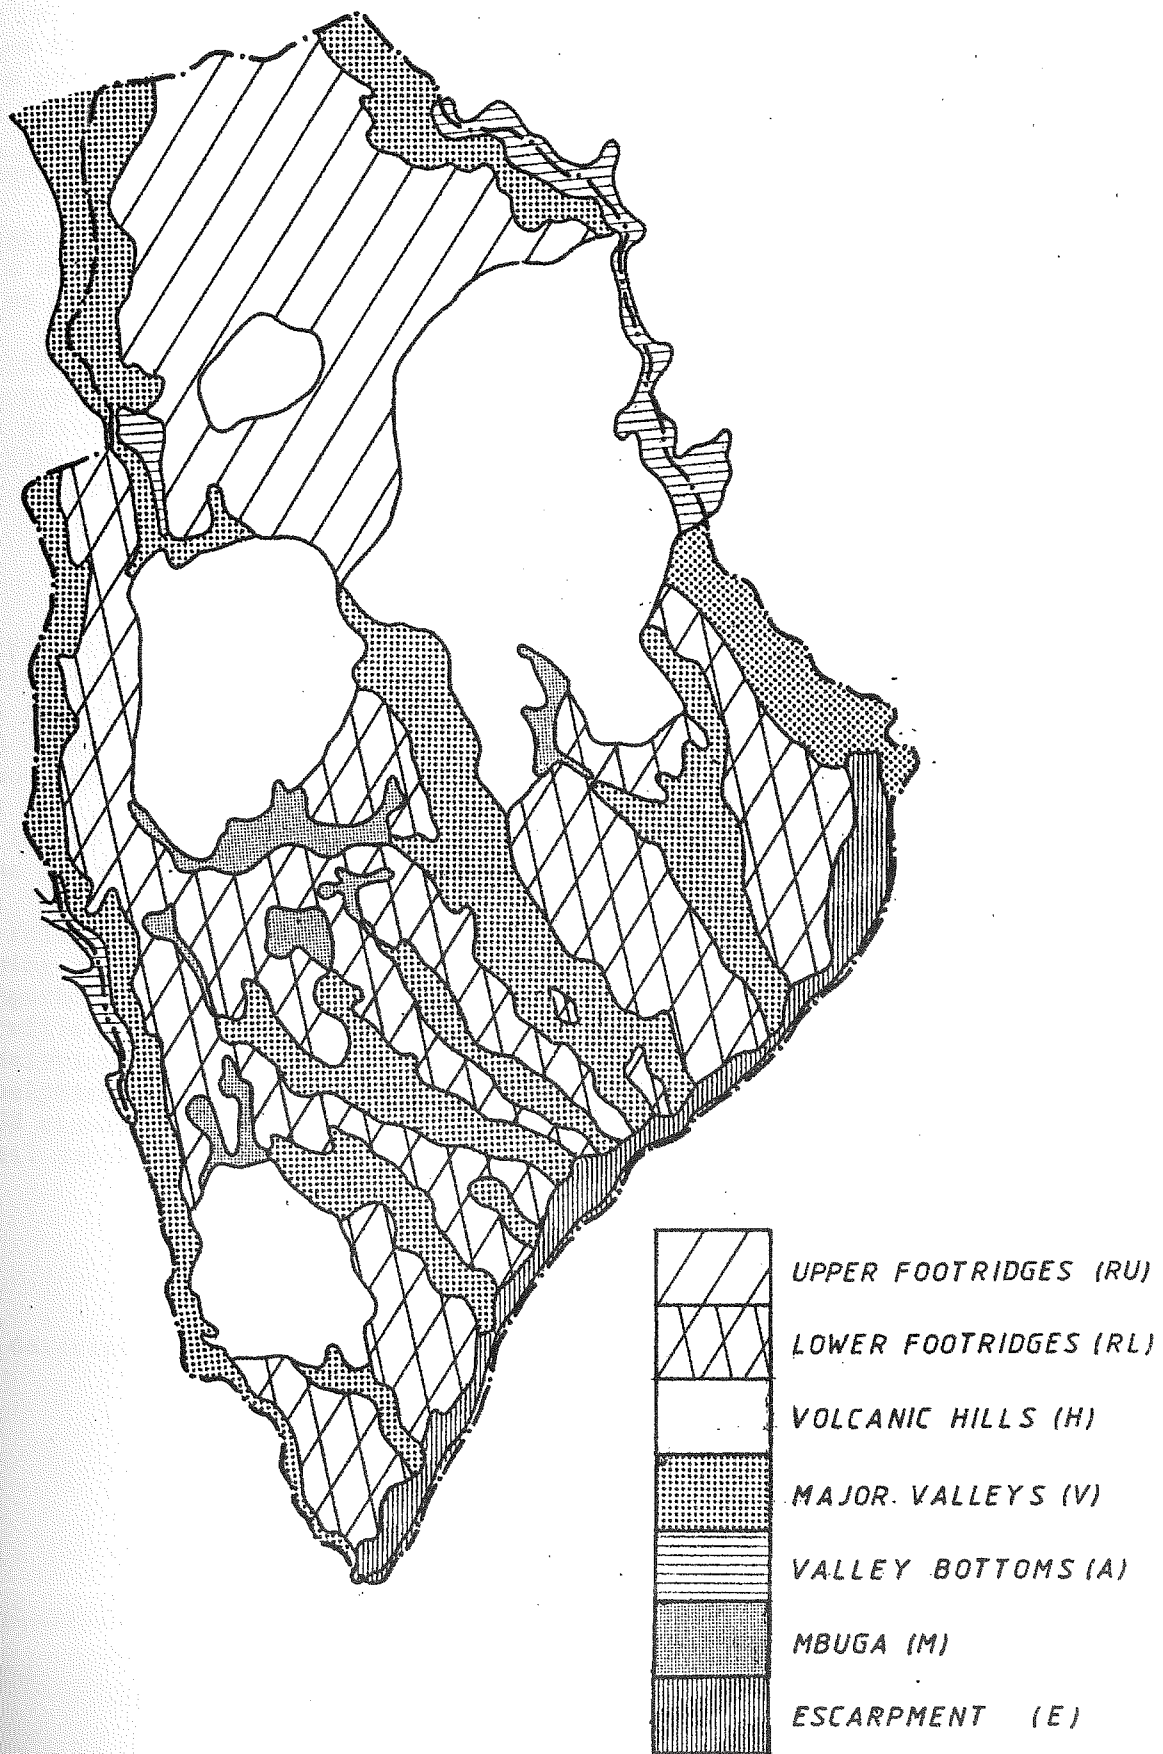 UPPER FOOTRIDGES (RU)
LOWER FOOTRIDGES (RL)
VOLCANIC HILLS (H)
MAJOR. VALLEYS (V)
VALLEY BOTTOMS (A)
MBUGA (M)
ESCARPMENT (E)